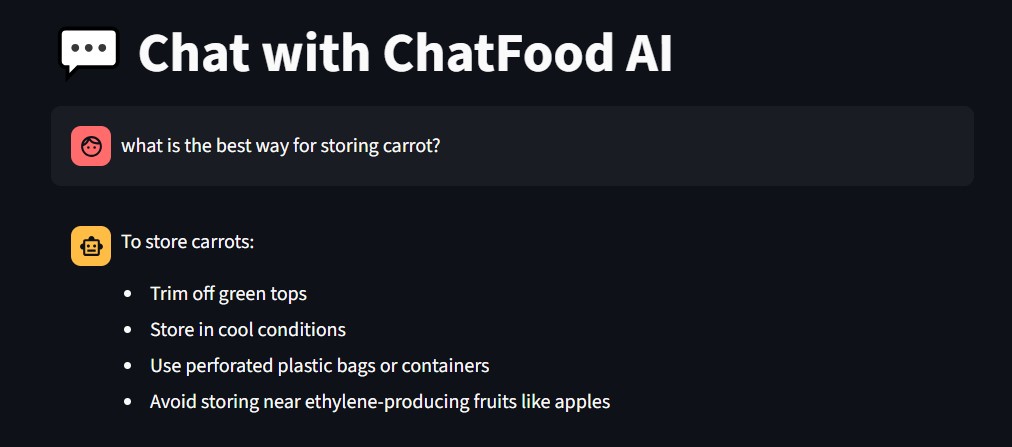 Chat with ChatFood AI
what is the best way for storing carrot?
To store carrots:
Trim off green tops
Store in cool conditions
Use perforated plastic bags or containers
Avoid storing near ethylene-producing fruits like apples